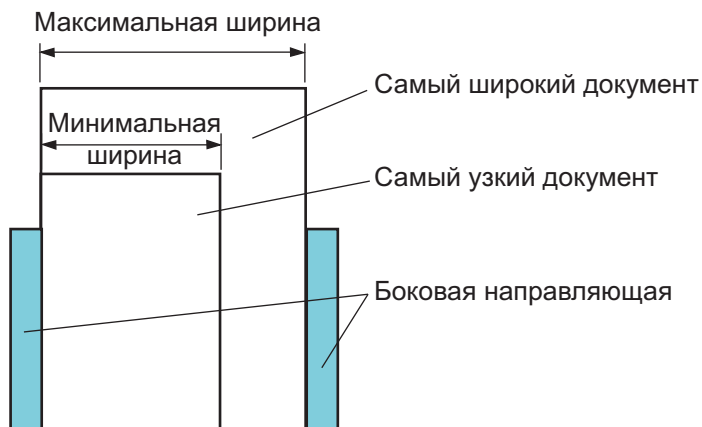 Максимальная ширина
Самый широкий документ
Минимальная
ширина
Самый узкий документ
Боковая направляющая